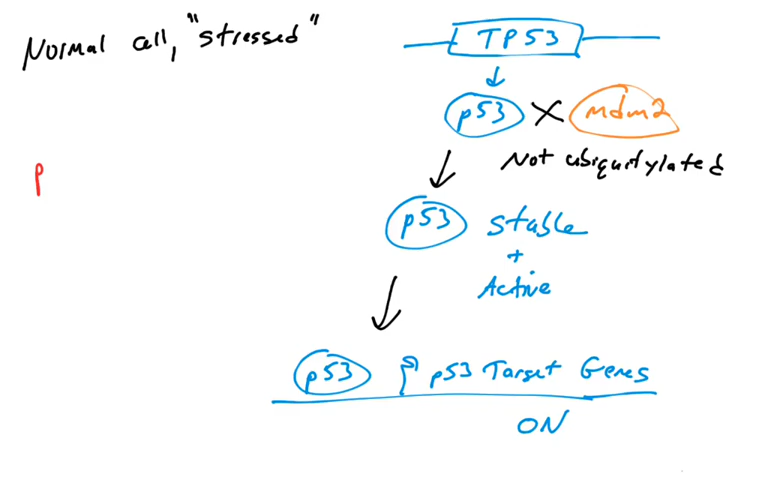 Normal cell, "stressed"
TP53
p53 X mdm2
Not ubiquitylated
P
p53 stable
+
Active
p53 p53 Target Genes
ON